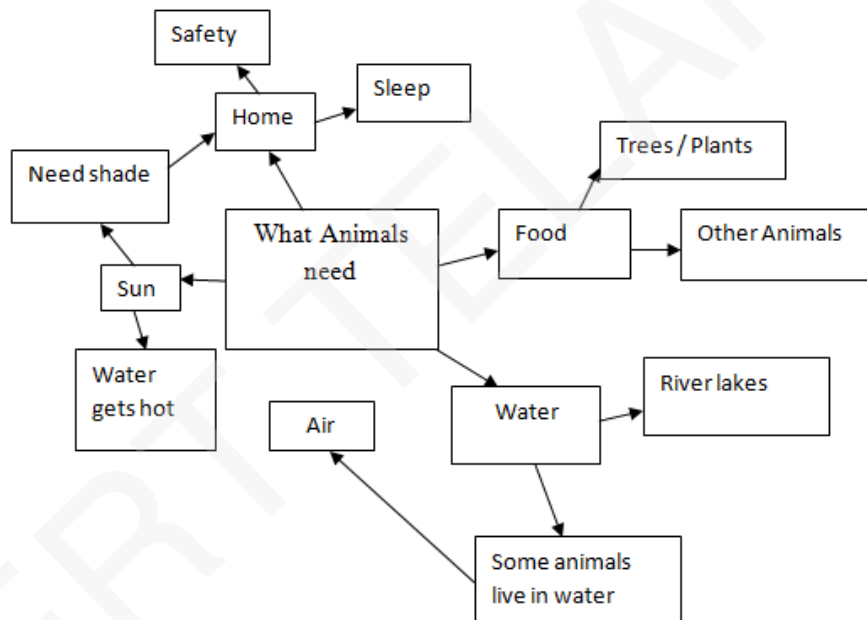 Safety
Home
Sleep
Need shade
Trees / Plants
What Animals
need
Food
Other Animals
Sun
Water
gets hot
River lakes
Water
Air
Some animals
live in water